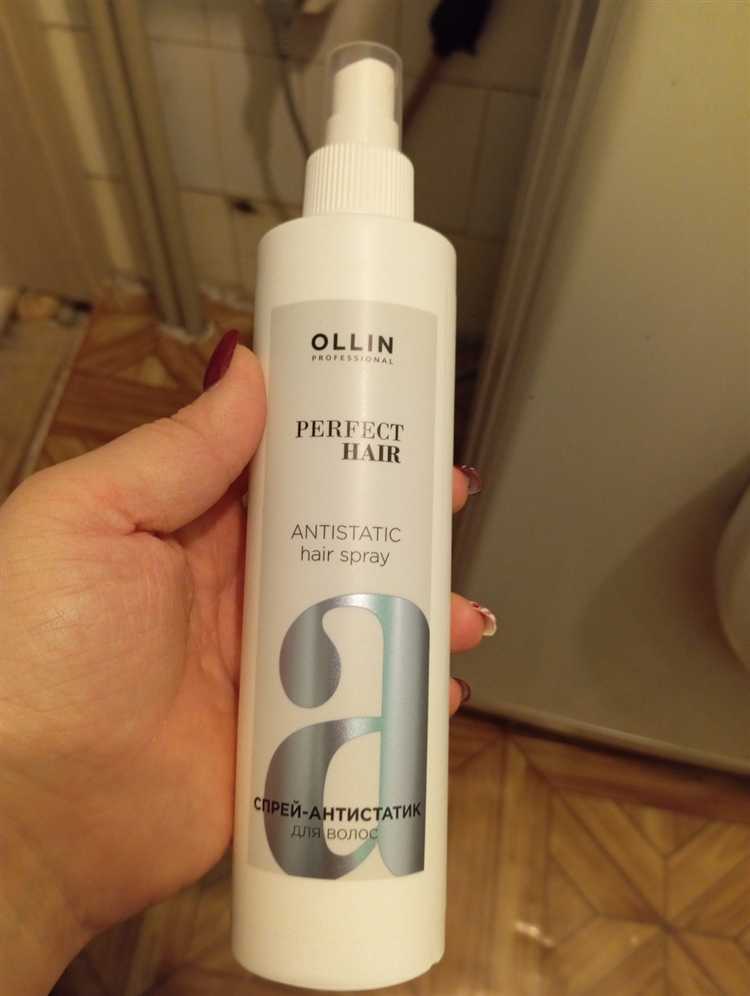 OLLIN
PROFESSIONAL
PERFECT
HAIR
ANTISTATIC
hair spray
a
СПРЕЙ-АНТИСТАТИК
для волос